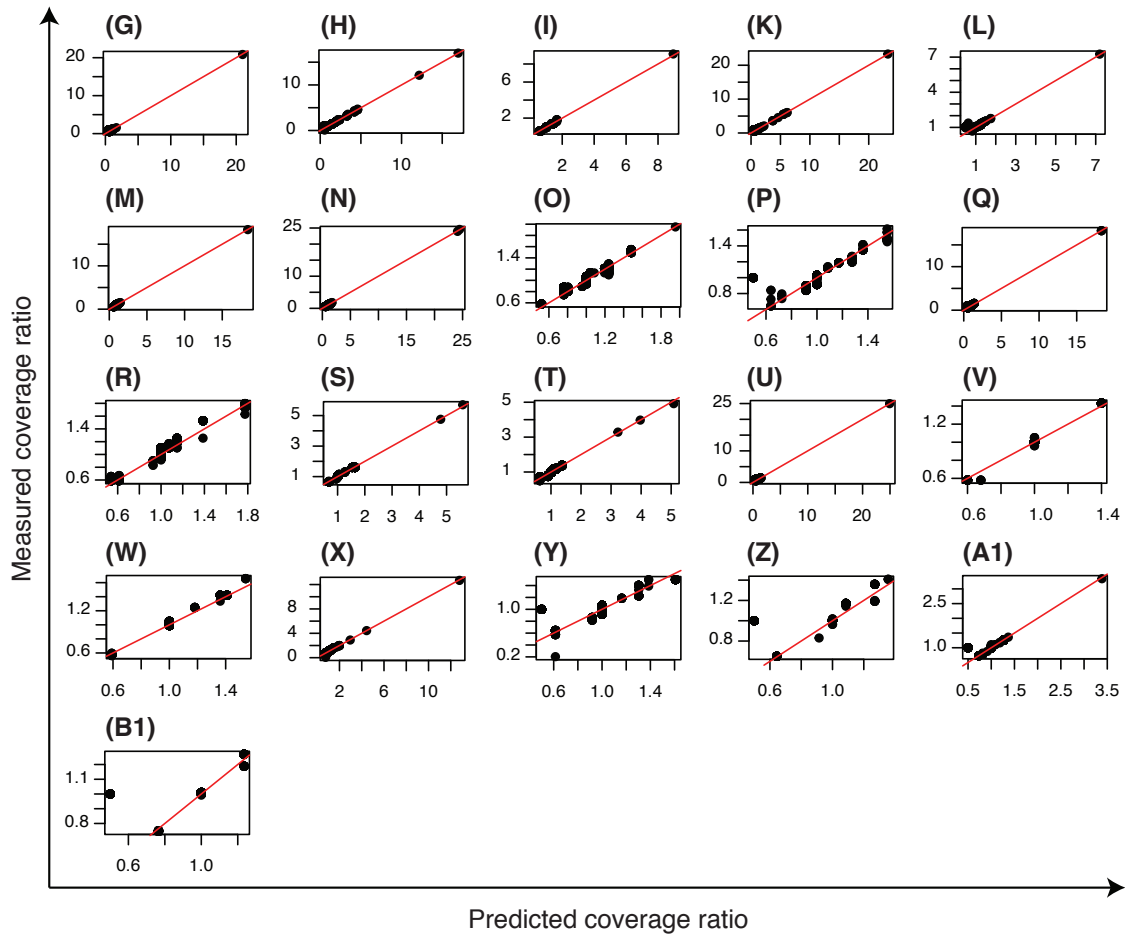 (G) (H) (I) (K) (L)
20 10 0
0 10 20
10 0
0 10
6 2
2 4 6 8
20 10 0
0 5 10 20
7 4 1
1 3 5 7
(M) (N) (O) (P) (Q)
10 0
0 5 10 15
25 10 0
0 5 15 25
1.4 0.6
0.6 1.2 1.8
1.4 0.8
0.6 1.0 1.4
10 0
0 5 10 15
(R) (S) (T) (U) (V)
1.4 0.6
0.6 1.0 1.4 1.8
5 3 1
1 2 3 4 5
5 3 1
1 2 3 4 5
25 10 0
0 10 20
1.2 0.6
0.6 1.0 1.4
(W) (X) (Y) (Z) (A1)
1.2 0.6
0.6 1.0 1.4
8 4 0
2 6 10
1.0 0.2
0.6 1.0 1.4
1.2 0.8
0.6 1.0
2.5 1.0
0.5 1.5 2.5 3.5
(B1)
1.1 0.8
0.6 1.0
Measured coverage ratio
Predicted coverage ratio